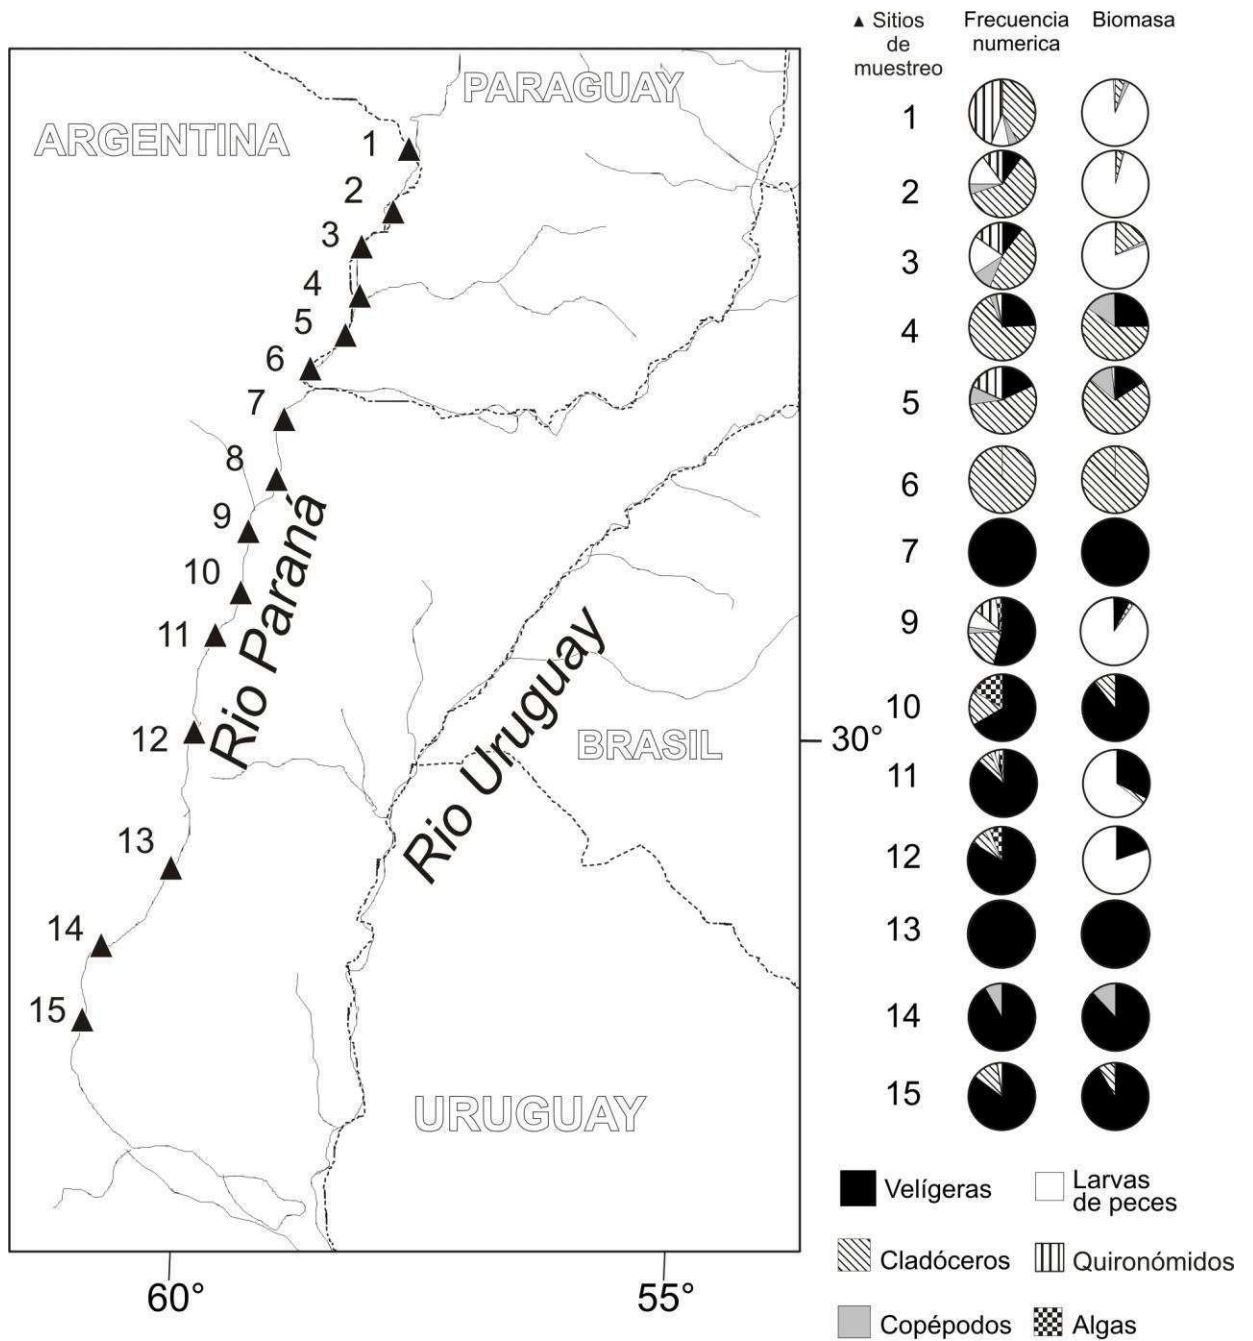 ▲ Sitios
de
muestreo
Frecuencia
numerica
Biomasa
PARAGUAY
ARGENTINA
1
2
3
4
5
6
7
8
9
10
11
12
13
14
15
Rio Paraná
Rio Uruguay
BRASIL
URUGUAY
30°
60°
55°
1
2
3
4
5
6
7
9
10
11
12
13
14
15
Velígeras
Larvas
de peces
Cladóceros
Quironómidos
Copépodos
Algas